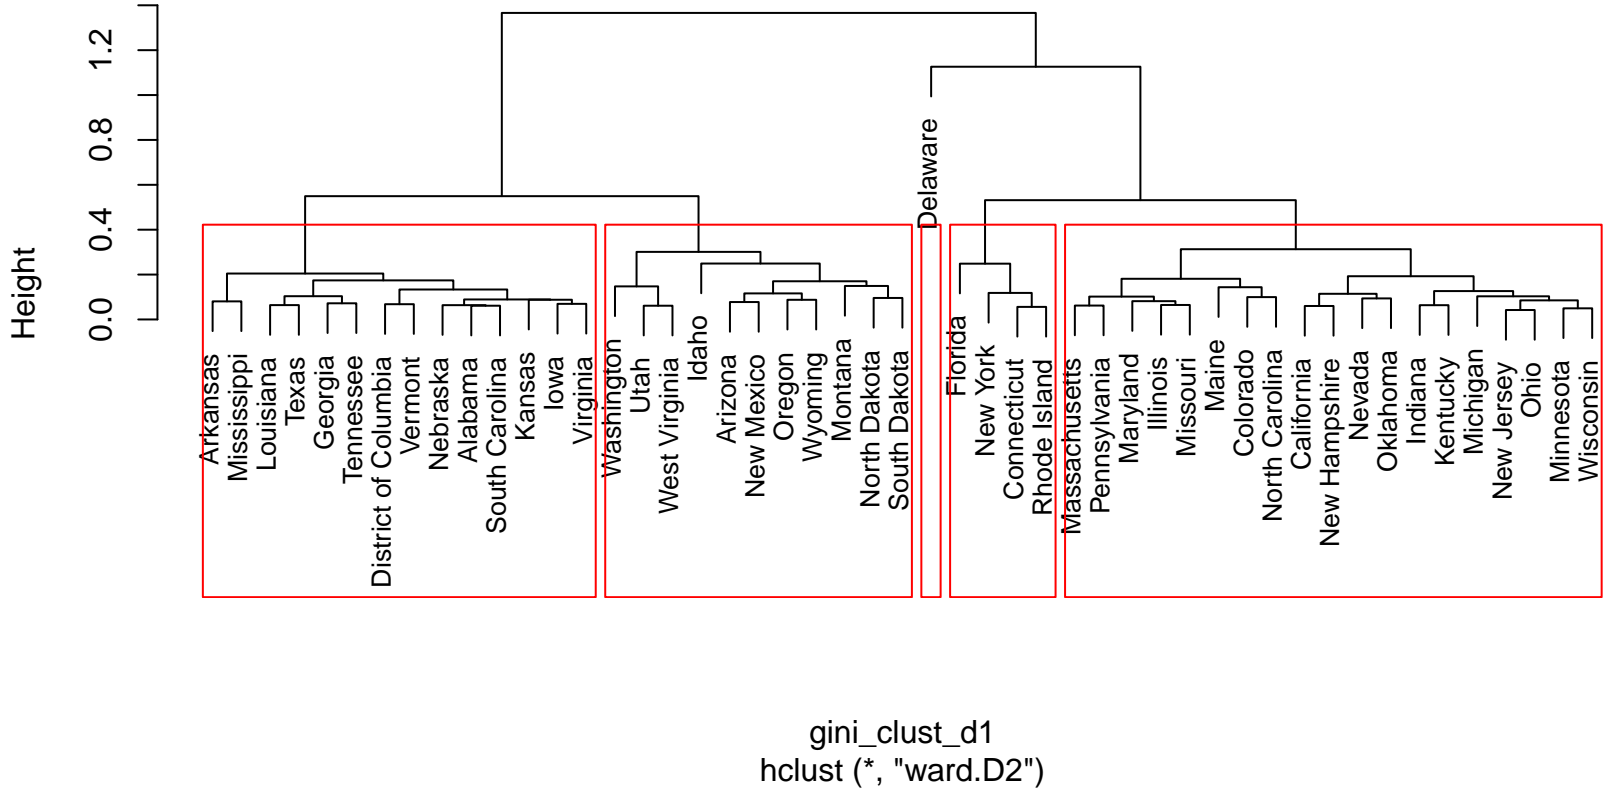 Height
0.0
0.4
0.8
1.2
Arkansas
Mississippi
Louisiana
Texas
Georgia
Tennessee
District of Columbia
Vermont
Nebraska
Alabama
South Carolina
Kansas
Iowa
Virginia
Washington
Utah
West Virginia
Idaho
Arizona
New Mexico
Oregon
Wyoming
Montana
North Dakota
South Dakota
Delaware
Florida
New York
Connecticut
Rhode Island
Massachusetts
Pennsylvania
Maryland
Illinois
Missouri
Maine
Colorado
North Carolina
California
New Hampshire
Nevada
Oklahoma
Indiana
Kentucky
Michigan
New Jersey
Ohio
Minnesota
Wisconsin
gini_clust_d1
hclust (*, "ward.D2")